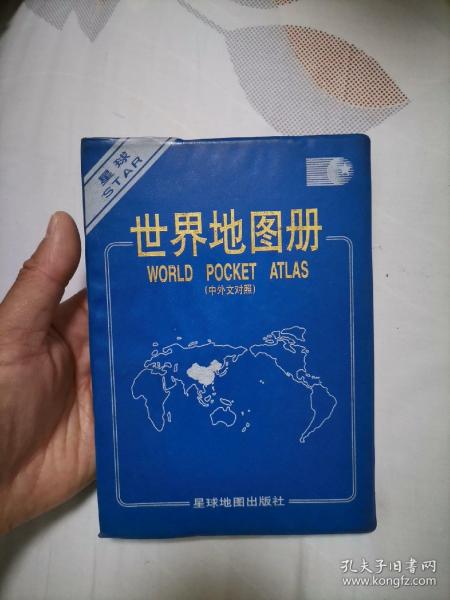 星球
STAR
世界地图册
WORLD POCKET ATLAS
(中外文对照)
星球地图出版社
孔夫子旧书网
www.kongfz.com